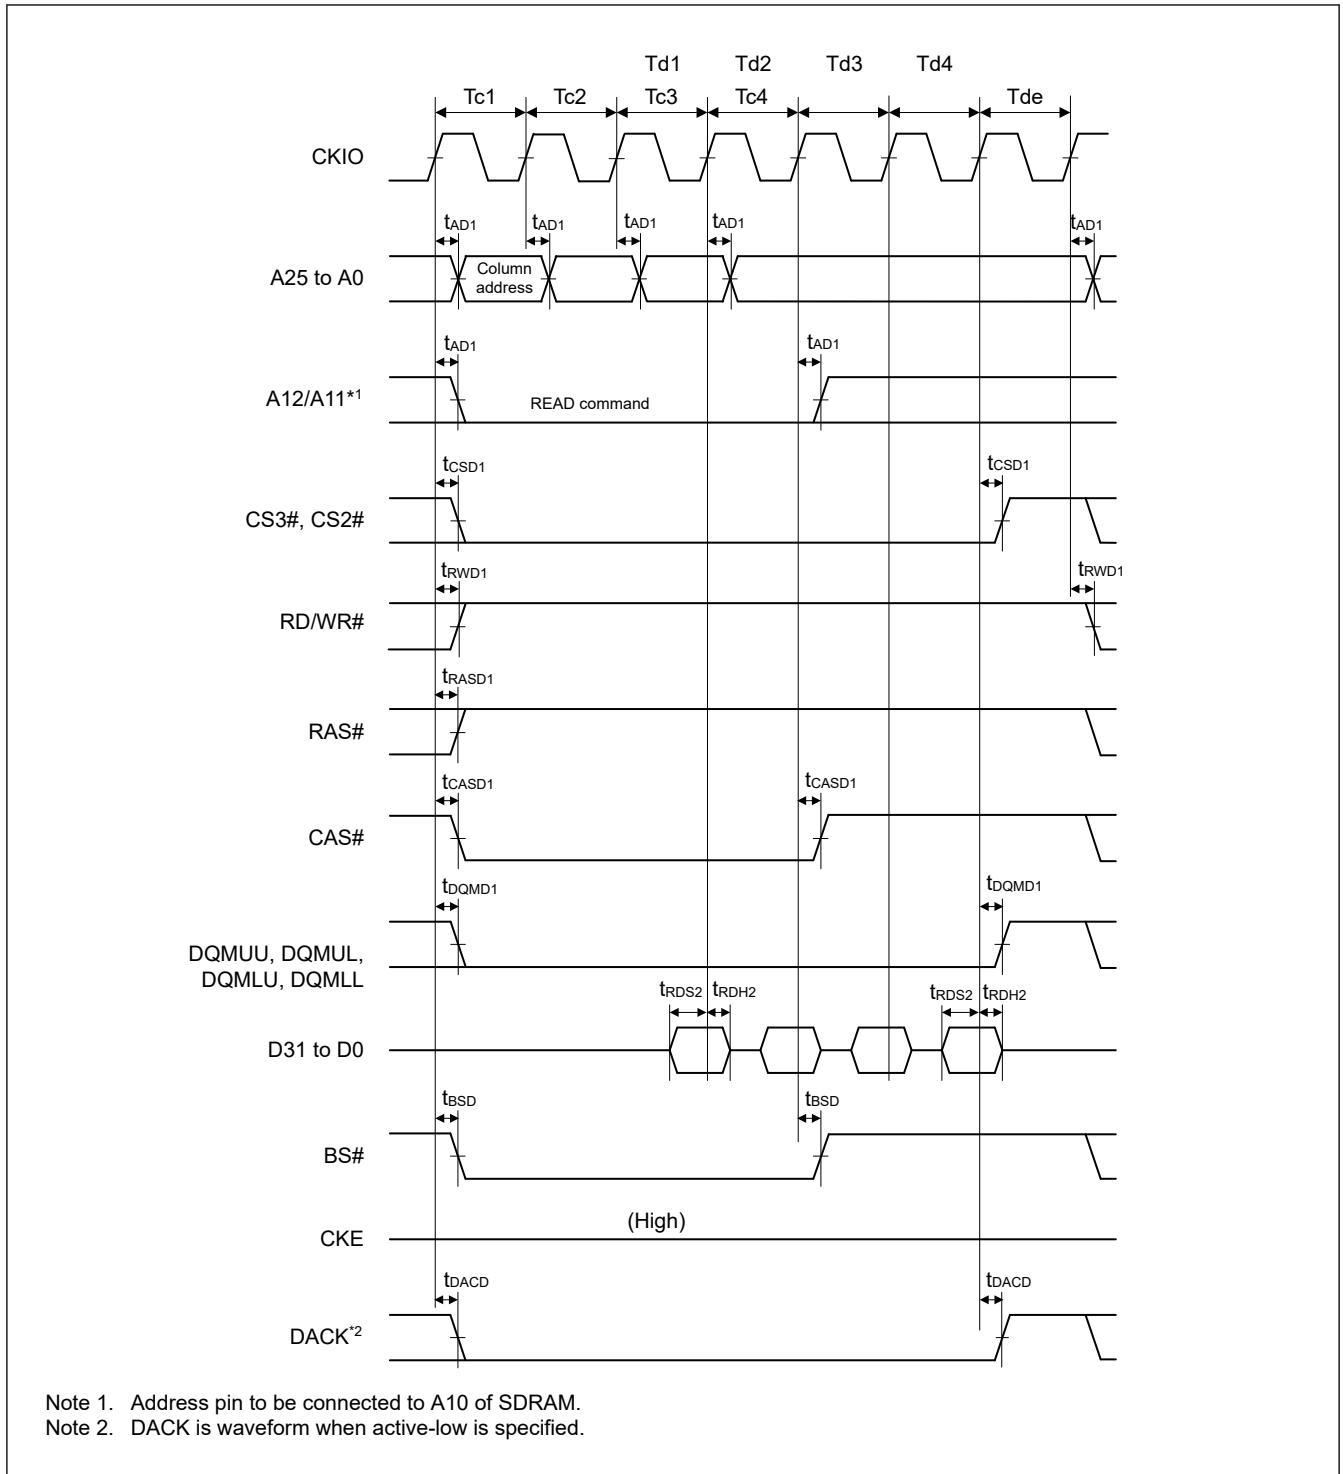 Td1 Td2 Td3 Td4
Tc1 Tc2 Tc3 Tc4 Tde
CKIO
tAD1 tAD1 tAD1 tAD1 tAD1
A25 to A0
Column
address
tAD1 tAD1
A12/A11*1
READ command
tCSD1 tCSD1
CS3#, CS2#
tRWD1 tRWD1
RD/WR#
tRASD1
RAS#
tCASD1 tCASD1
CAS#
tDQMD1 tDQMD1
DQMUU, DQMUL,
DQMLU, DQMLL
tRDS2 tRDH2 tRDS2 tRDH2
D31 to D0
tBSD tBSD
BS#
(High)
CKE
tDACD tDACD
DACK*2
Note 1. Address pin to be connected to A10 of SDRAM.
Note 2. DACK is waveform when active-low is specified.